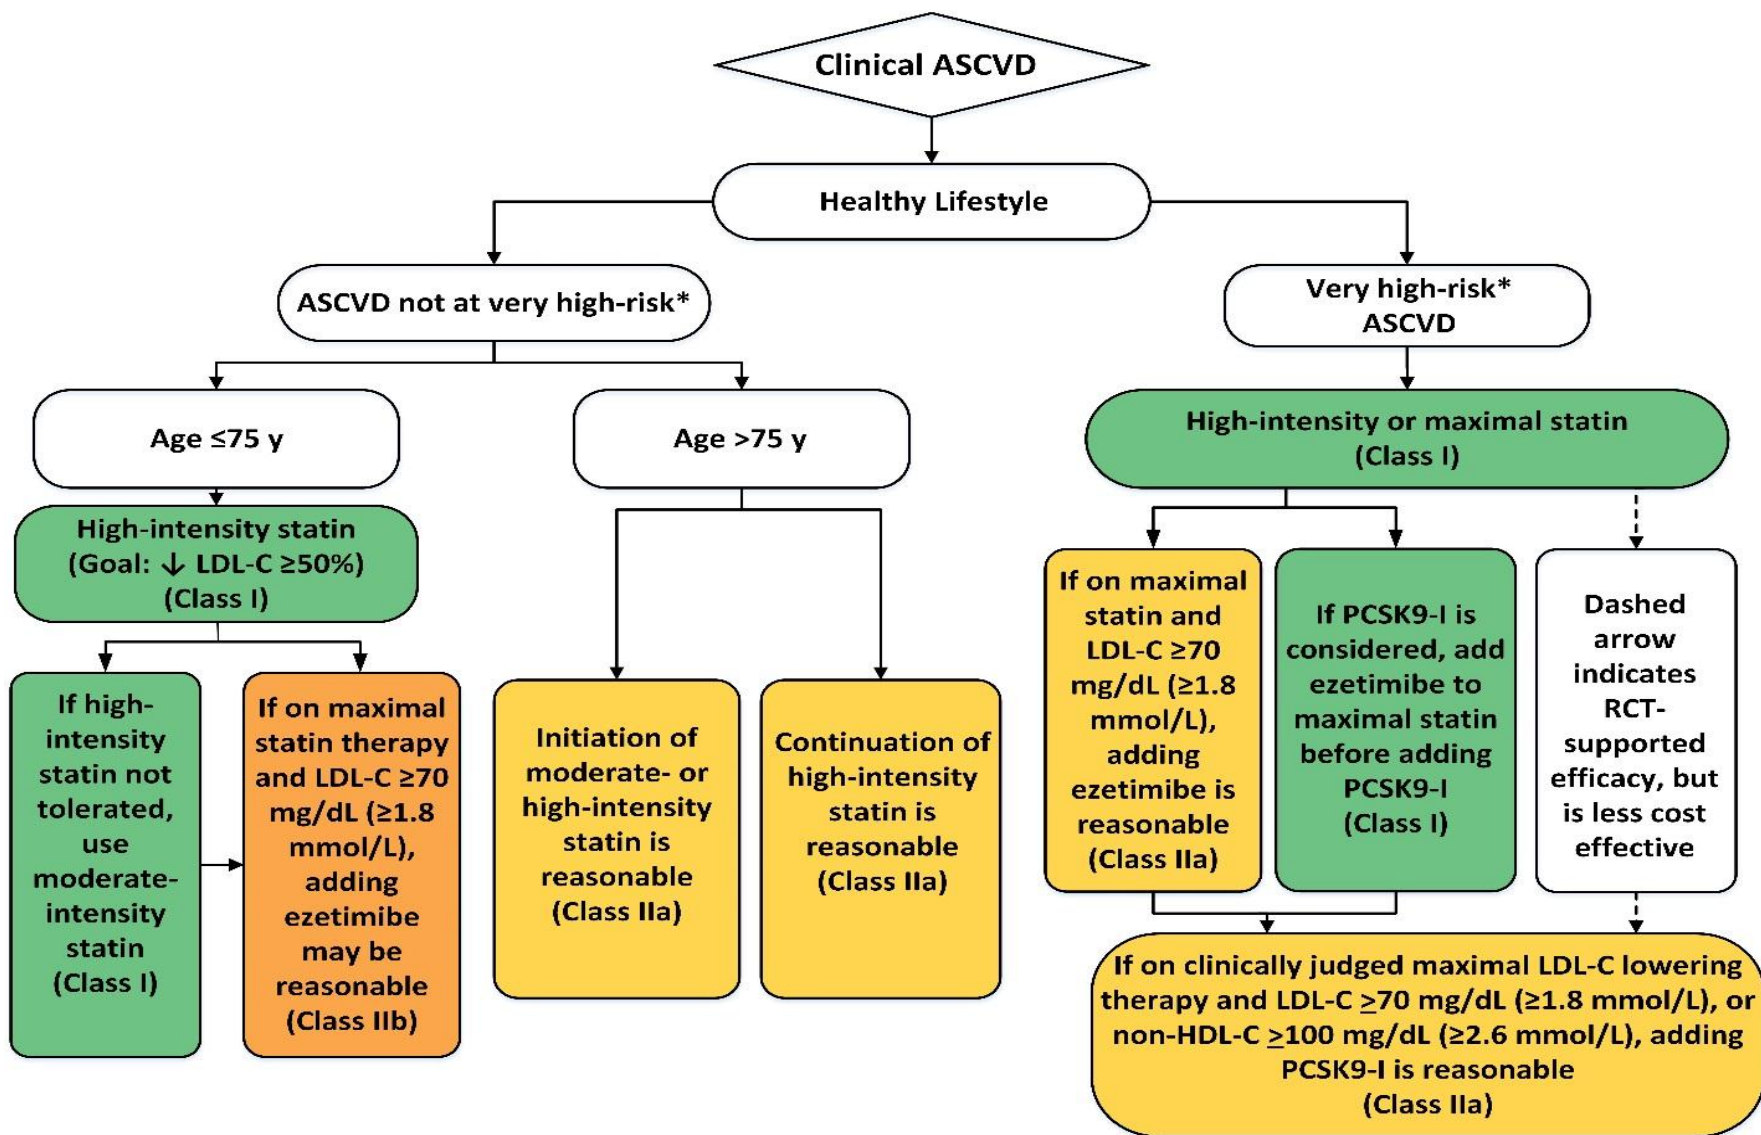 Clinical ASCVD
Healthy Lifestyle
ASCVD not at very high-risk*
Very high-risk*
ASCVD
Age ≤75 y
Age >75 y
High-intensity or maximal statin
(Class I)
High-intensity statin
(Goal: ↓ LDL-C ≥50%)
(Class I)
If high-
intensity
statin not
tolerated,
use
moderate-
intensity
statin
(Class I)
If on maximal
statin therapy
and LDL-C ≥70
mg/dL (≥1.8
mmol/L),
adding
ezetimibe
may be
reasonable
(Class IIb)
Initiation of
moderate- or
high-intensity
statin is
reasonable
(Class IIa)
Continuation of
high-intensity
statin is
reasonable
(Class IIa)
If on maximal
statin and
LDL-C ≥70
mg/dL (≥1.8
mmol/L),
adding
ezetimibe is
reasonable
(Class IIa)
If PCSK9-I is
considered, add
ezetimibe to
maximal statin
before adding
PCSK9-I
(Class I)
Dashed
arrow
indicates
RCT-
supported
efficacy, but
is less cost
effective
If on clinically judged maximal LDL-C lowering
therapy and LDL-C ≥70 mg/dL (≥1.8 mmol/L), or
non-HDL-C ≥100 mg/dL (≥2.6 mmol/L), adding
PCSK9-I is reasonable
(Class IIa)